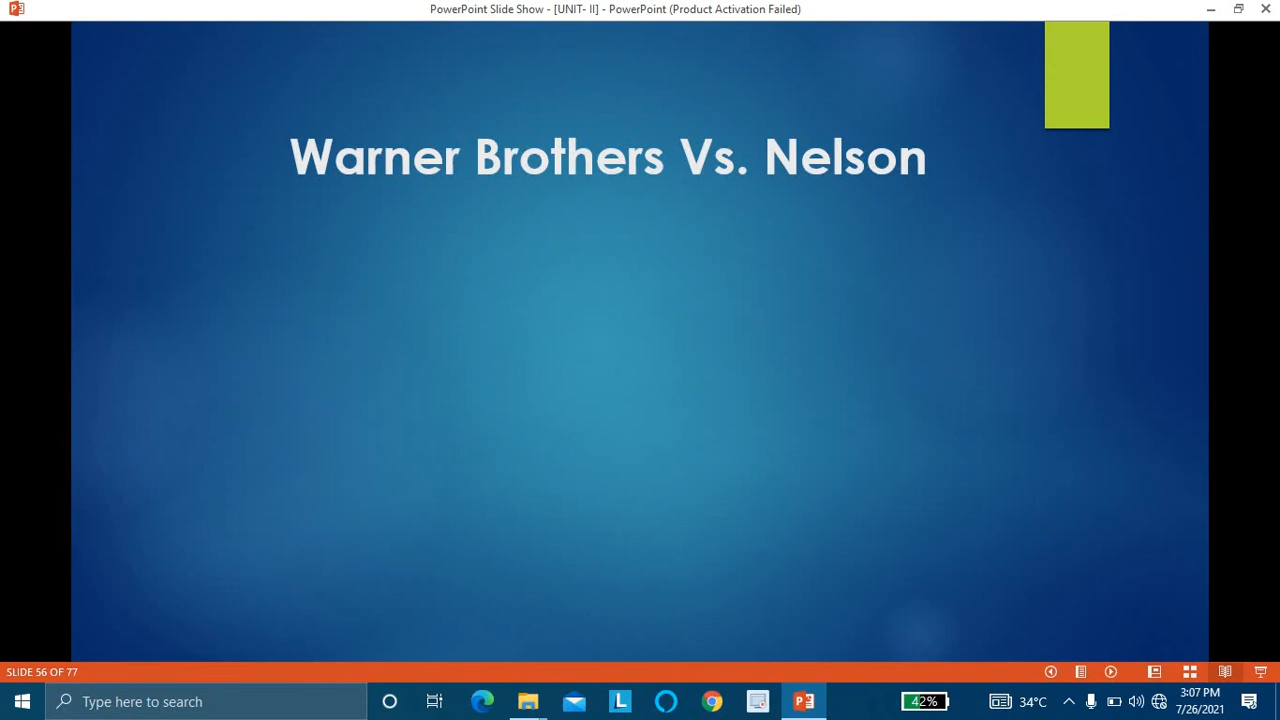 PowerPoint Slide Show - [UNIT- II] - PowerPoint (Product Activation Failed)
Warner Brothers Vs. Nelson
SLIDE 56 OF 77
Type here to search
L
42%
34°C
3:07 PM
7/26/2021